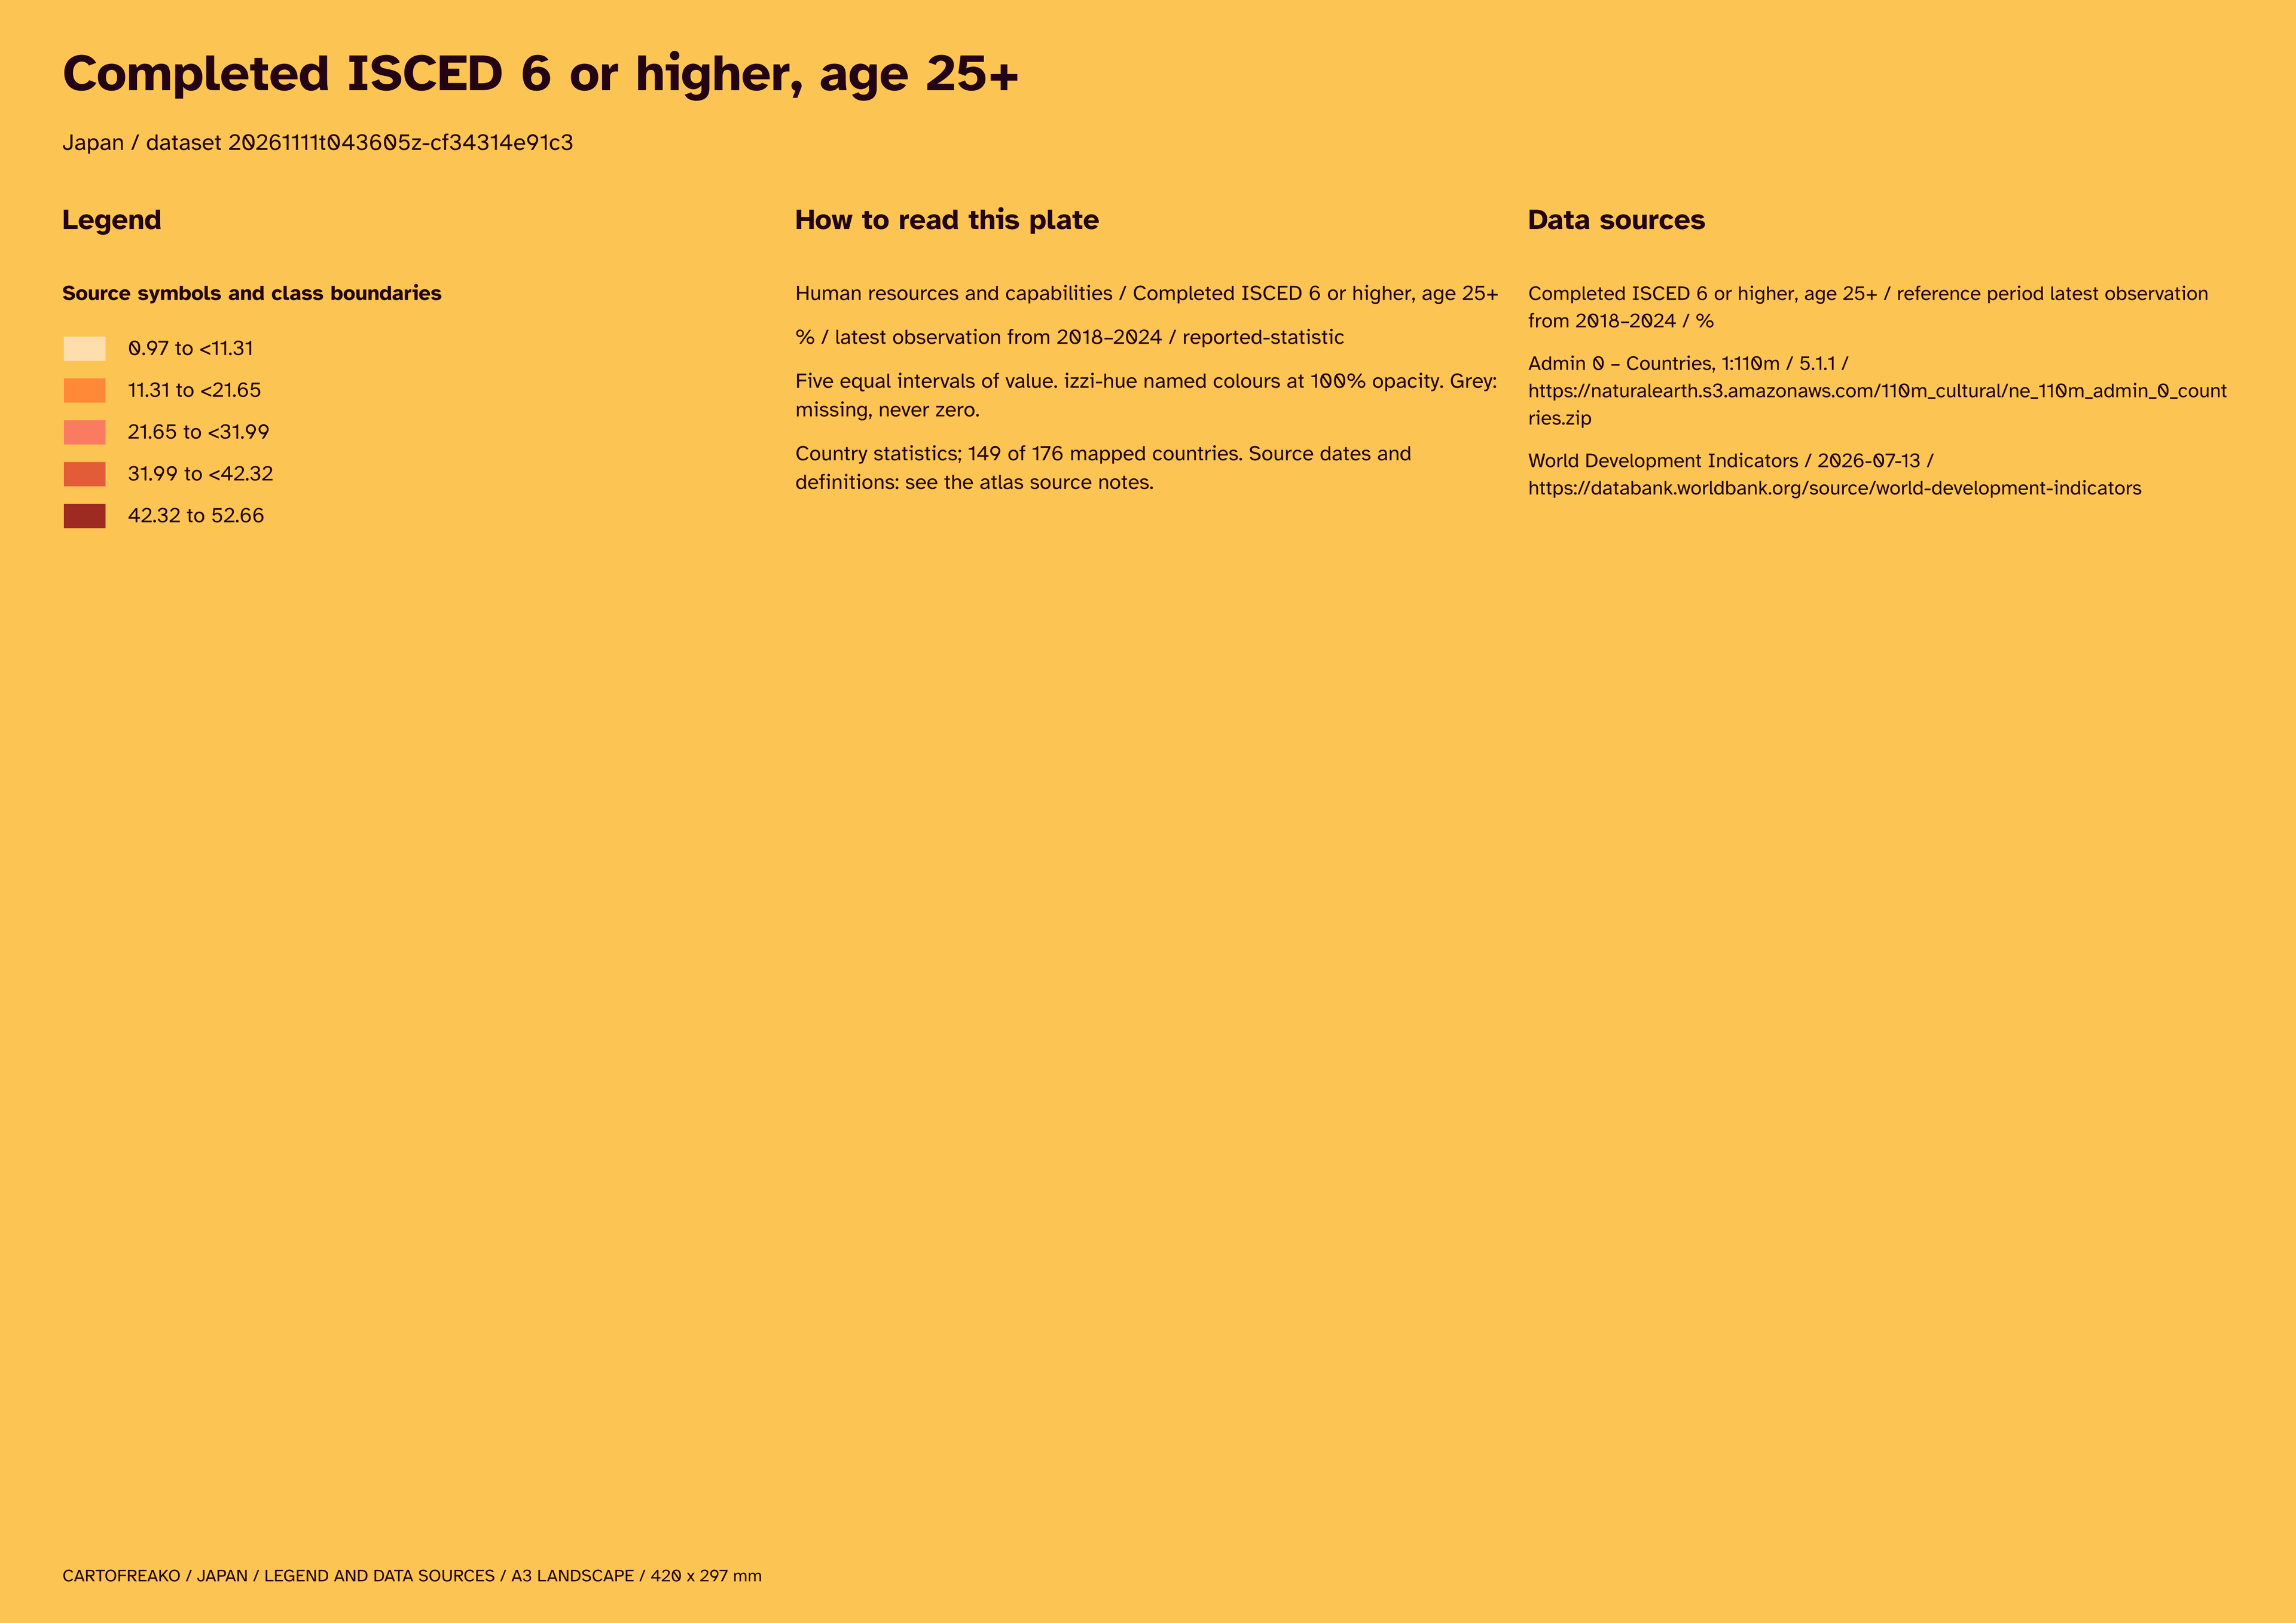 Completed ISCED 6 or higher, age 25+
Japan / dataset 20261111t043605z-cf34314e91c3
Legend
Source symbols and class boundaries
0.97 to <11.31
11.31 to <21.65
21.65 to <31.99
31.99 to <42.32
42.32 to 52.66
How to read this plate
Human resources and capabilities / Completed ISCED 6 or higher, age 25+
% / latest observation from 2018–2024 / reported-statistic
Five equal intervals of value. izzi-hue named colours at 100% opacity. Grey:
missing, never zero.
Country statistics; 149 of 176 mapped countries. Source dates and
definitions: see the atlas source notes.
Data sources
Completed ISCED 6 or higher, age 25+ / reference period latest observation
from 2018–2024 / %
Admin 0 – Countries, 1:110m / 5.1.1 /
https://naturalearth.s3.amazonaws.com/110m_cultural/ne_110m_admin_0_count
ries.zip
World Development Indicators / 2026-07-13 /
https://databank.worldbank.org/source/world-development-indicators
CARTOFREAKO / JAPAN / LEGEND AND DATA SOURCES / A3 LANDSCAPE / 420 x 297 mm